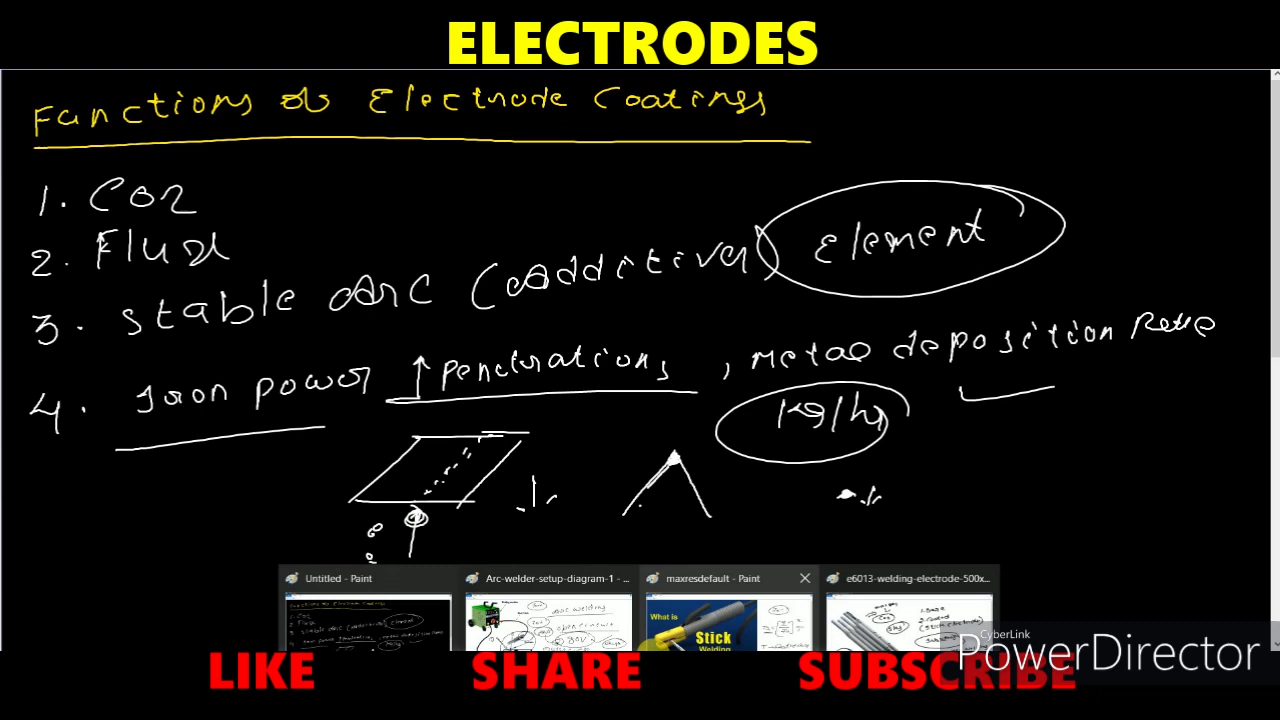 ELECTRODES
Functions of Electrode Coatings
1. CO2
2. Flux
3. Stable Arc (Additives) Element
4. Iron power ↑ penetrations, Metal deposition Rate
Kg/hr
1hr
Untitled - Paint
Arc-welder-setup-diagram-1 - ...
maxresdefault - Paint
e6013-welding-electrode-500x...
What is
Stick
Welding
LIKE SHARE SUBSCRIBE
CyberLink
PowerDirector